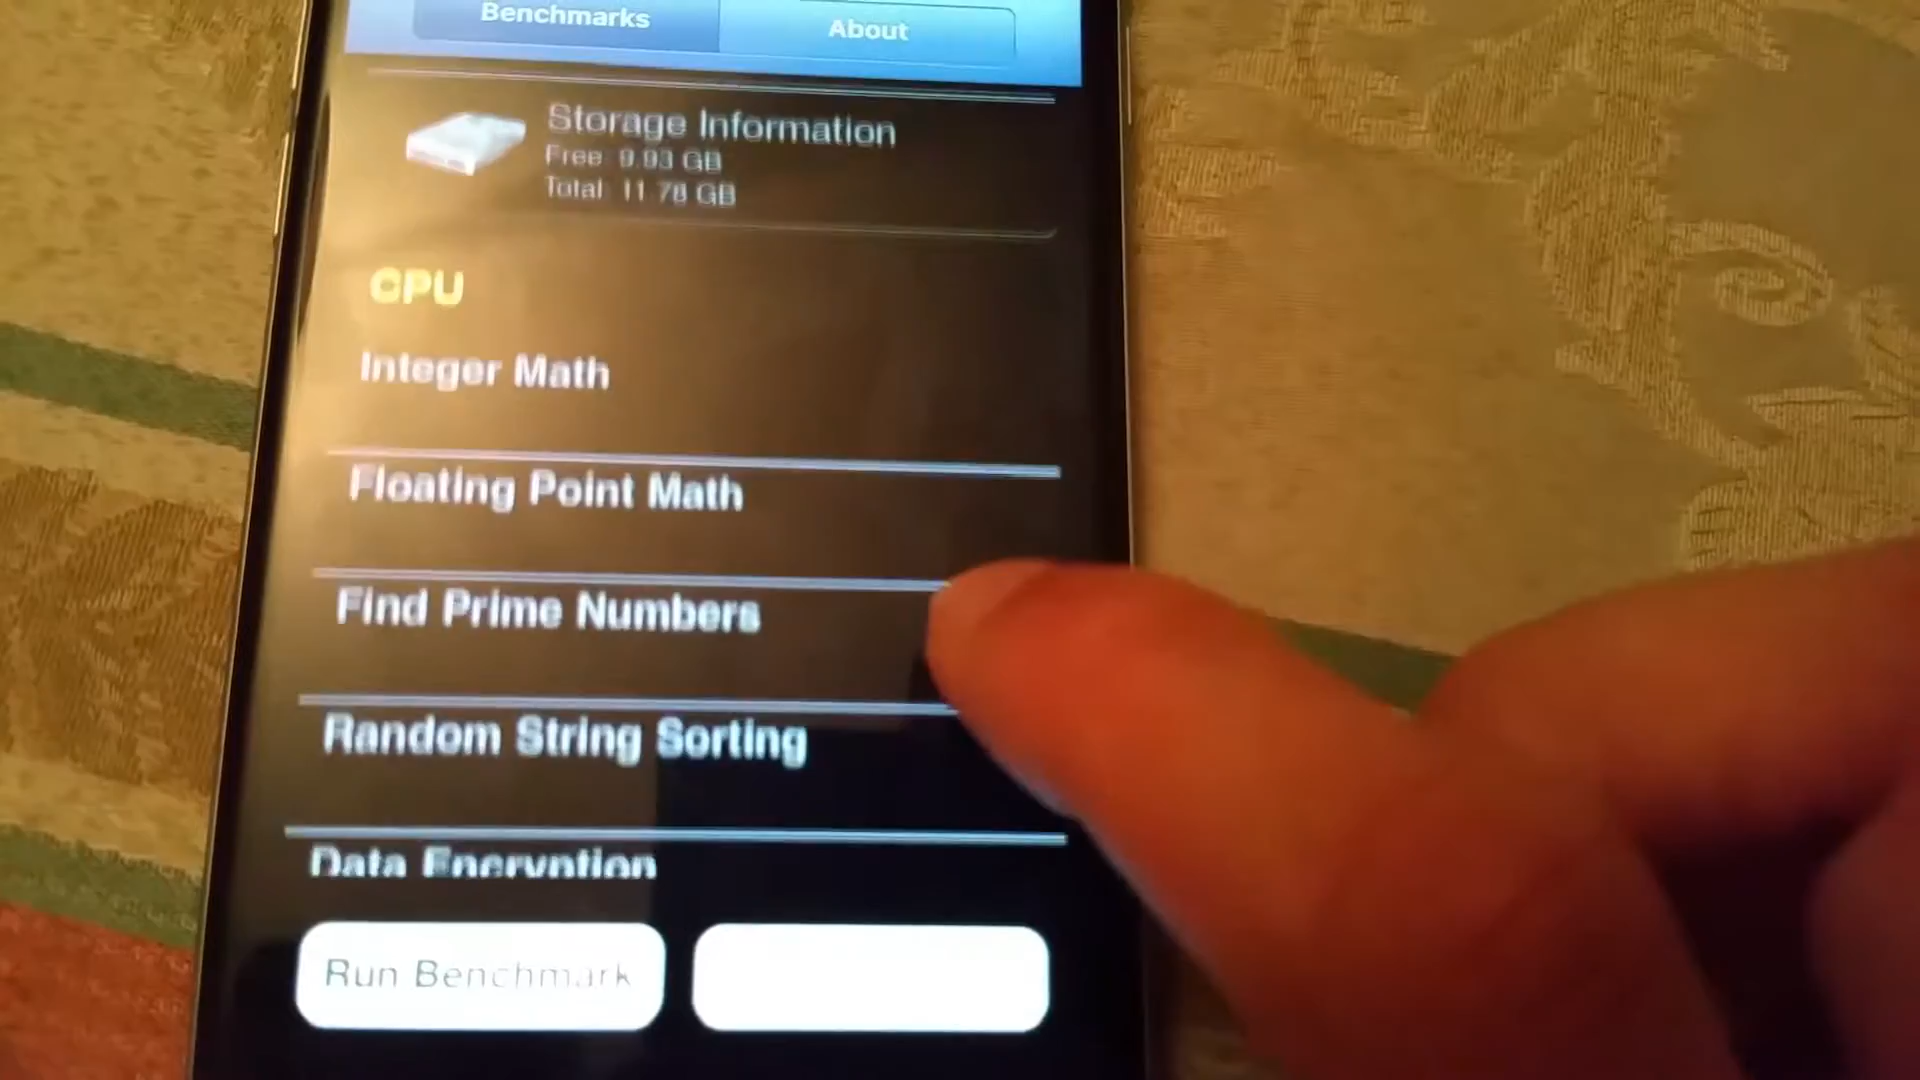 Benchmarks
About
Storage Information
Free: 9.93 GB
Total: 11.78 GB
CPU
Integer Math
Floating Point Math
Find Prime Numbers
Random String Sorting
Data Encryption
Run Benchmark